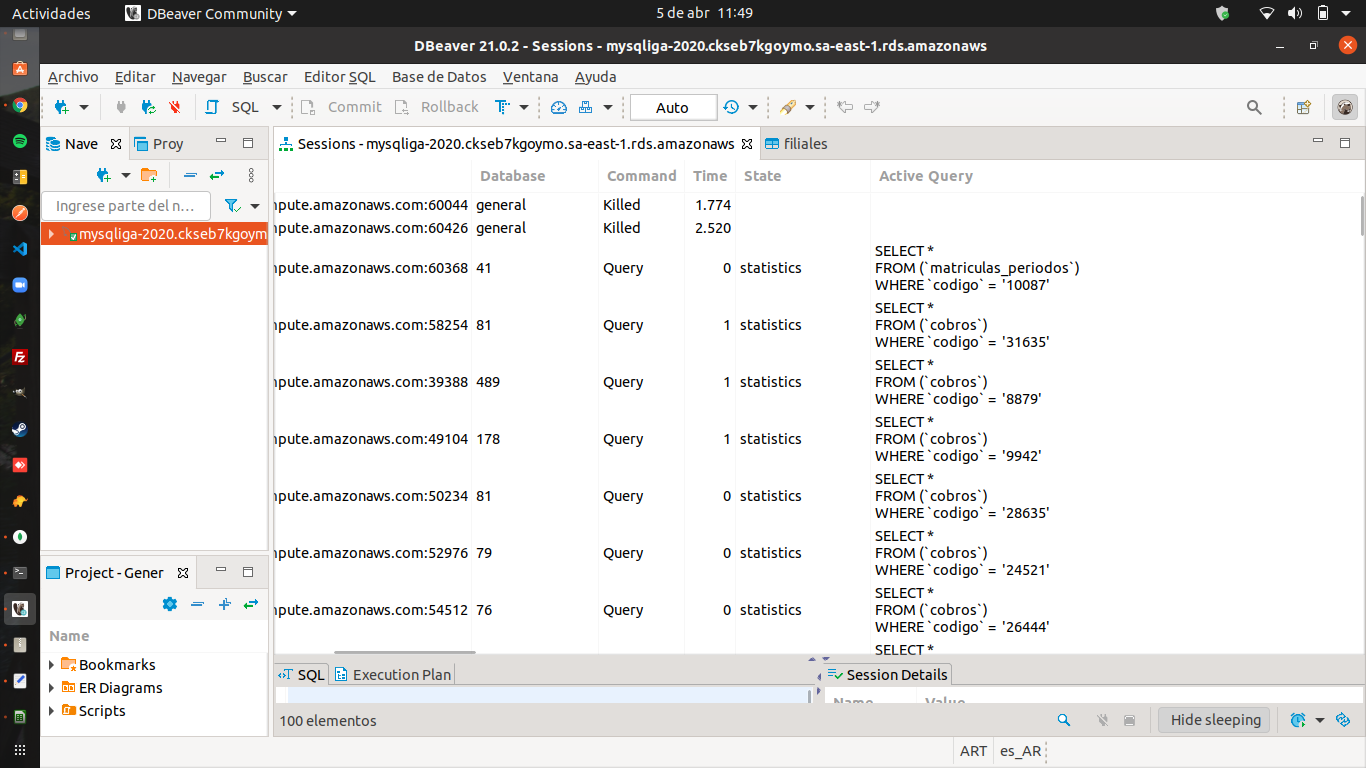 Actividades
DBeaver Community
5 de abr 11:49
DBeaver 21.0.2 - Sessions - mysqliga-2020.ckseb7kgoymo.sa-east-1.rds.amazonaws
Archivo Editar Navegar Buscar Editor SQL Base de Datos Ventana Ayuda
SQL Commit Rollback Auto
Nave Proy
Ingrese parte del n...
mysqliga-2020.ckseb7kgoym
Sessions - mysqliga-2020.ckseb7kgoymo.sa-east-1.rds.amazonaws filiales
Database Command Time State Active Query
npute.amazonaws.com:60044 general Killed 1.774
npute.amazonaws.com:60426 general Killed 2.520
SELECT *
npute.amazonaws.com:60368 41 Query 0 statistics FROM (`matriculas_periodos`)
WHERE `codigo` = '10087'
SELECT *
npute.amazonaws.com:58254 81 Query 1 statistics FROM (`cobros`)
WHERE `codigo` = '31635'
SELECT *
npute.amazonaws.com:39388 489 Query 1 statistics FROM (`cobros`)
WHERE `codigo` = '8879'
SELECT *
npute.amazonaws.com:49104 178 Query 1 statistics FROM (`cobros`)
WHERE `codigo` = '9942'
SELECT *
npute.amazonaws.com:50234 81 Query 0 statistics FROM (`cobros`)
WHERE `codigo` = '28635'
SELECT *
npute.amazonaws.com:52976 79 Query 0 statistics FROM (`cobros`)
WHERE `codigo` = '24521'
SELECT *
npute.amazonaws.com:54512 76 Query 0 statistics FROM (`cobros`)
WHERE `codigo` = '26444'
SELECT *
Project - Gener
Name
Bookmarks
ER Diagrams
Scripts
SQL Execution Plan
Session Details
Name Value
100 elementos
Hide sleeping
ART es_AR